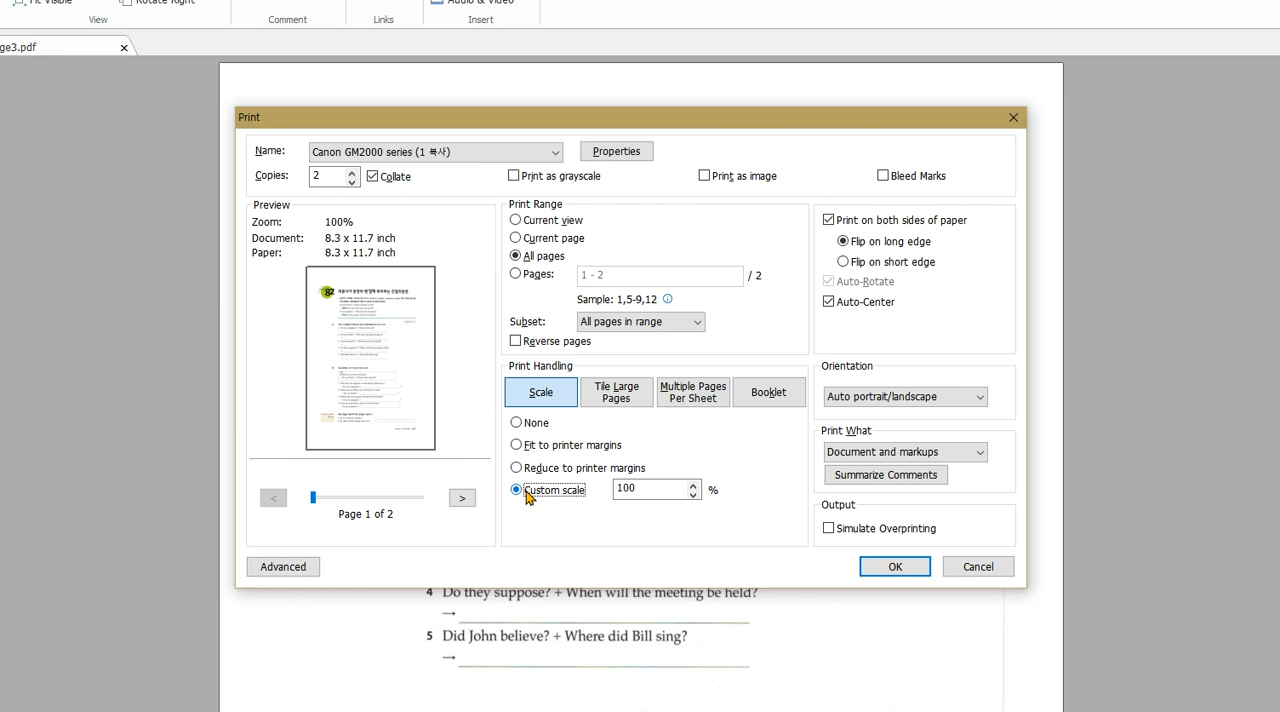 Fit Visible
Rotate Right
Audio & Video
View
Comment
Links
Insert
ge3.pdf
Print
Name:
Canon GM2000 series (1 복사)
Properties
Copies:
2
Collate
Print as grayscale
Print as image
Bleed Marks
Preview
Zoom: 100%
Document: 8.3 x 11.7 inch
Paper: 8.3 x 11.7 inch
82
Page 1 of 2
<
>
Print Range
Current view
Current page
All pages
Pages:
1 - 2
/ 2
Sample: 1,5-9,12
Subset:
All pages in range
Reverse pages
Print on both sides of paper
Flip on long edge
Flip on short edge
Auto-Rotate
Auto-Center
Print Handling
Scale
Tile Large
Pages
Multiple Pages
Per Sheet
Booklet
None
Fit to printer margins
Reduce to printer margins
Custom scale
100
%
Orientation
Auto portrait/landscape
Print What
Document and markups
Summarize Comments
Output
Simulate Overprinting
Advanced
OK
Cancel
4 Do they suppose? + When will the meeting be held?
→
5 Did John believe? + Where did Bill sing?
→